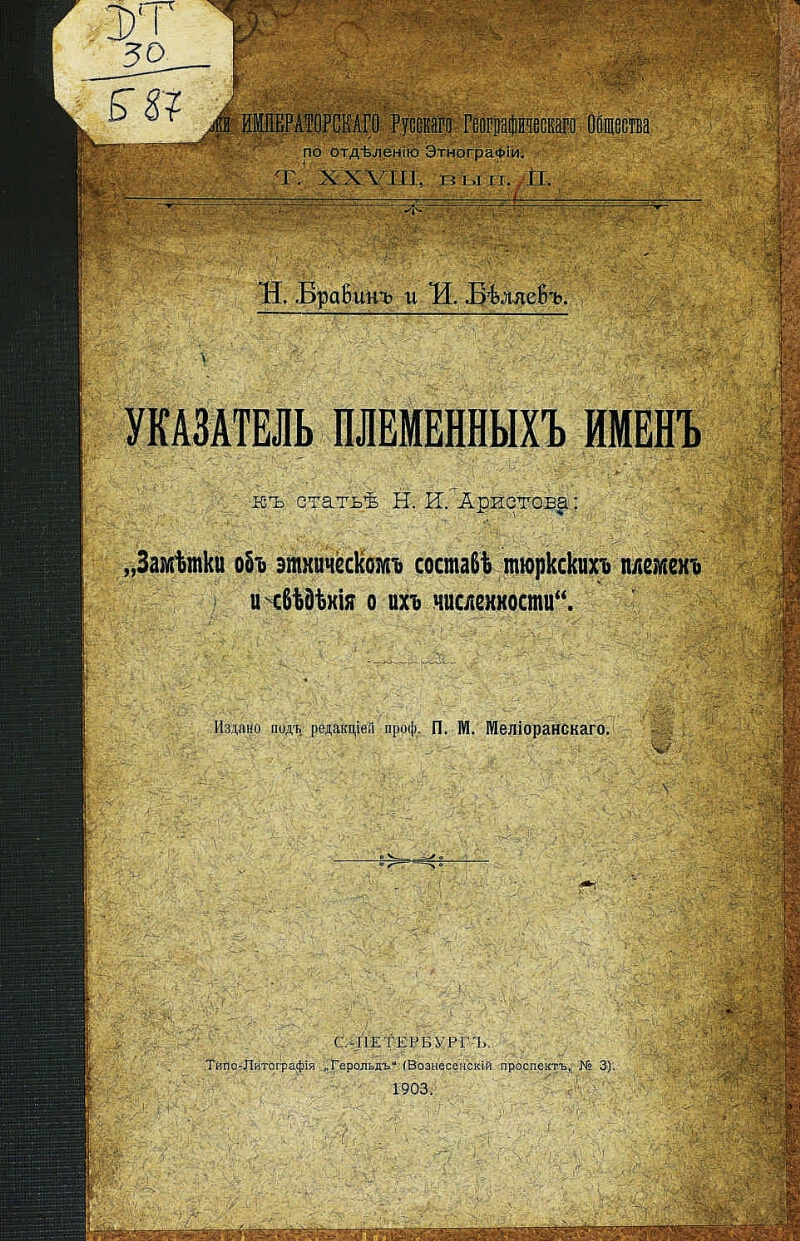 DT
30
Б 87
ИМПЕРАТОРСКАГО Русскаго Географическаго Общества
по отдѣленію Этнографіи.
Т. XXVIII, вып. II.
Н. Бравинъ и И. Бѣляевъ.
УКАЗАТЕЛЬ ПЛЕМЕННЫХЪ ИМЕНЪ
къ статьѣ Н. И. Аристова:
„Замѣтки объ этническомъ составѣ тюркскихъ племенъ
и свѣдѣнія о ихъ численности“.
Издано подъ редакціей проф. П. М. Меліоранскаго.
С.-ПЕТЕРБУРГЪ.
Типо-Литографія „Герольдъ“ (Вознесенскій проспектъ, № 3).
1903.